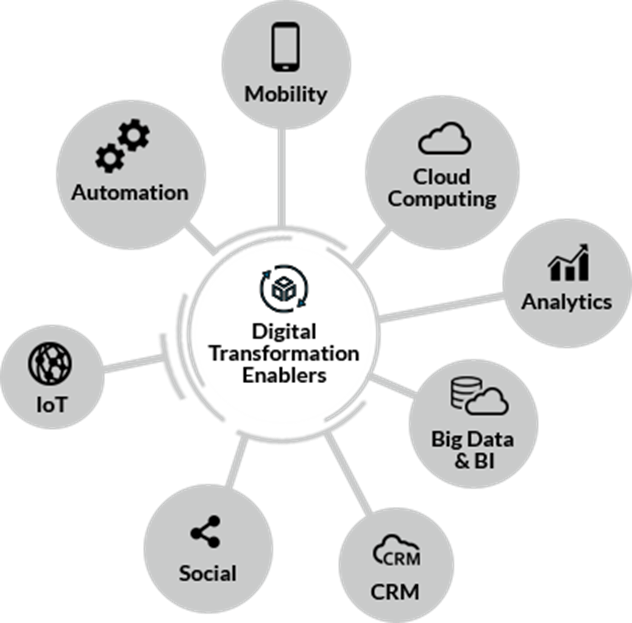 Mobility
Automation
Cloud
Computing
Digital
Transformation
Enablers
Analytics
IoT
Big Data
& BI
Social
CRM
CRM